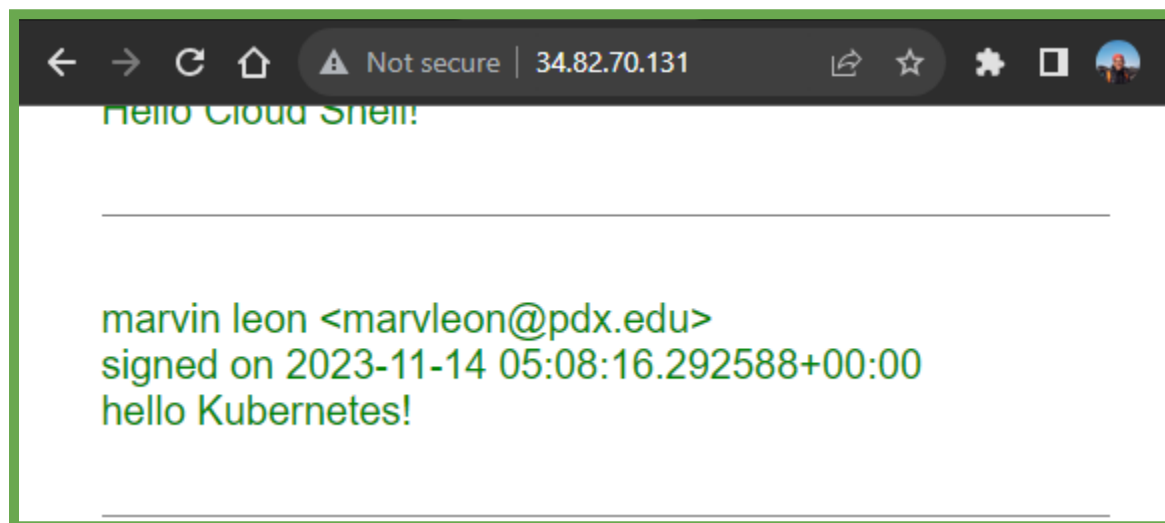 Not secure 34.82.70.131
Hello Cloud Shell!
marvin leon <marvleon@pdx.edu>
signed on 2023-11-14 05:08:16.292588+00:00
hello Kubernetes!